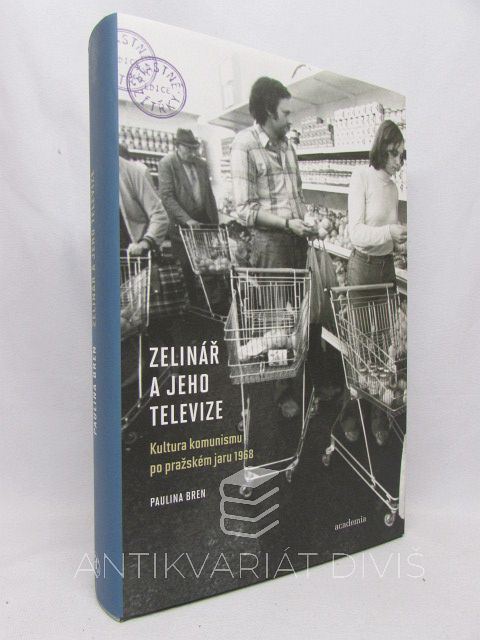 ZELINÁŘ
A JEHO
TELEVIZE
Kultura komunismu
po pražském jaru 1968
PAULINA BREN
academia
PAULINA BREN ZELINÁŘ A JEHO TELEVIZE
EDICE
ANTIKVARIÁT DIVIŠ